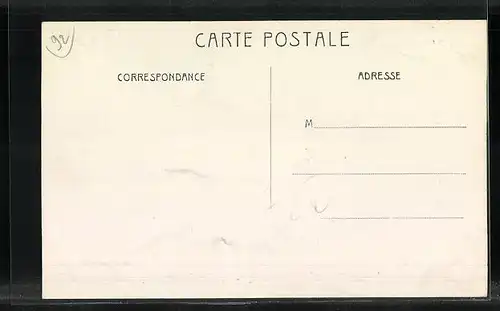 92
CARTE POSTALE
CORRESPONDANCE
ADRESSE
M